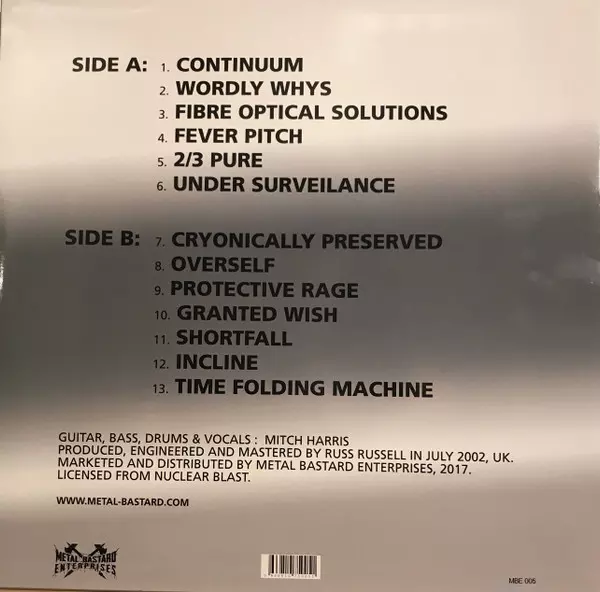 SIDE A: 1. CONTINUUM
2. WORDLY WHYS
3. FIBRE OPTICAL SOLUTIONS
4. FEVER PITCH
5. 2/3 PURE
6. UNDER SURVEILANCE
SIDE B: 7. CRYONICALLY PRESERVED
8. OVERSELF
9. PROTECTIVE RAGE
10. GRANTED WISH
11. SHORTFALL
12. INCLINE
13. TIME FOLDING MACHINE
GUITAR, BASS, DRUMS & VOCALS : MITCH HARRIS
PRODUCED, ENGINEERED AND MASTERED BY RUSS RUSSELL IN JULY 2002, UK.
MARKETED AND DISTRIBUTED BY METAL BASTARD ENTERPRISES, 2017.
LICENSED FROM NUCLEAR BLAST.
WWW.METAL-BASTARD.COM
METAL BASTARD
ENTERPRISES
MBE 005